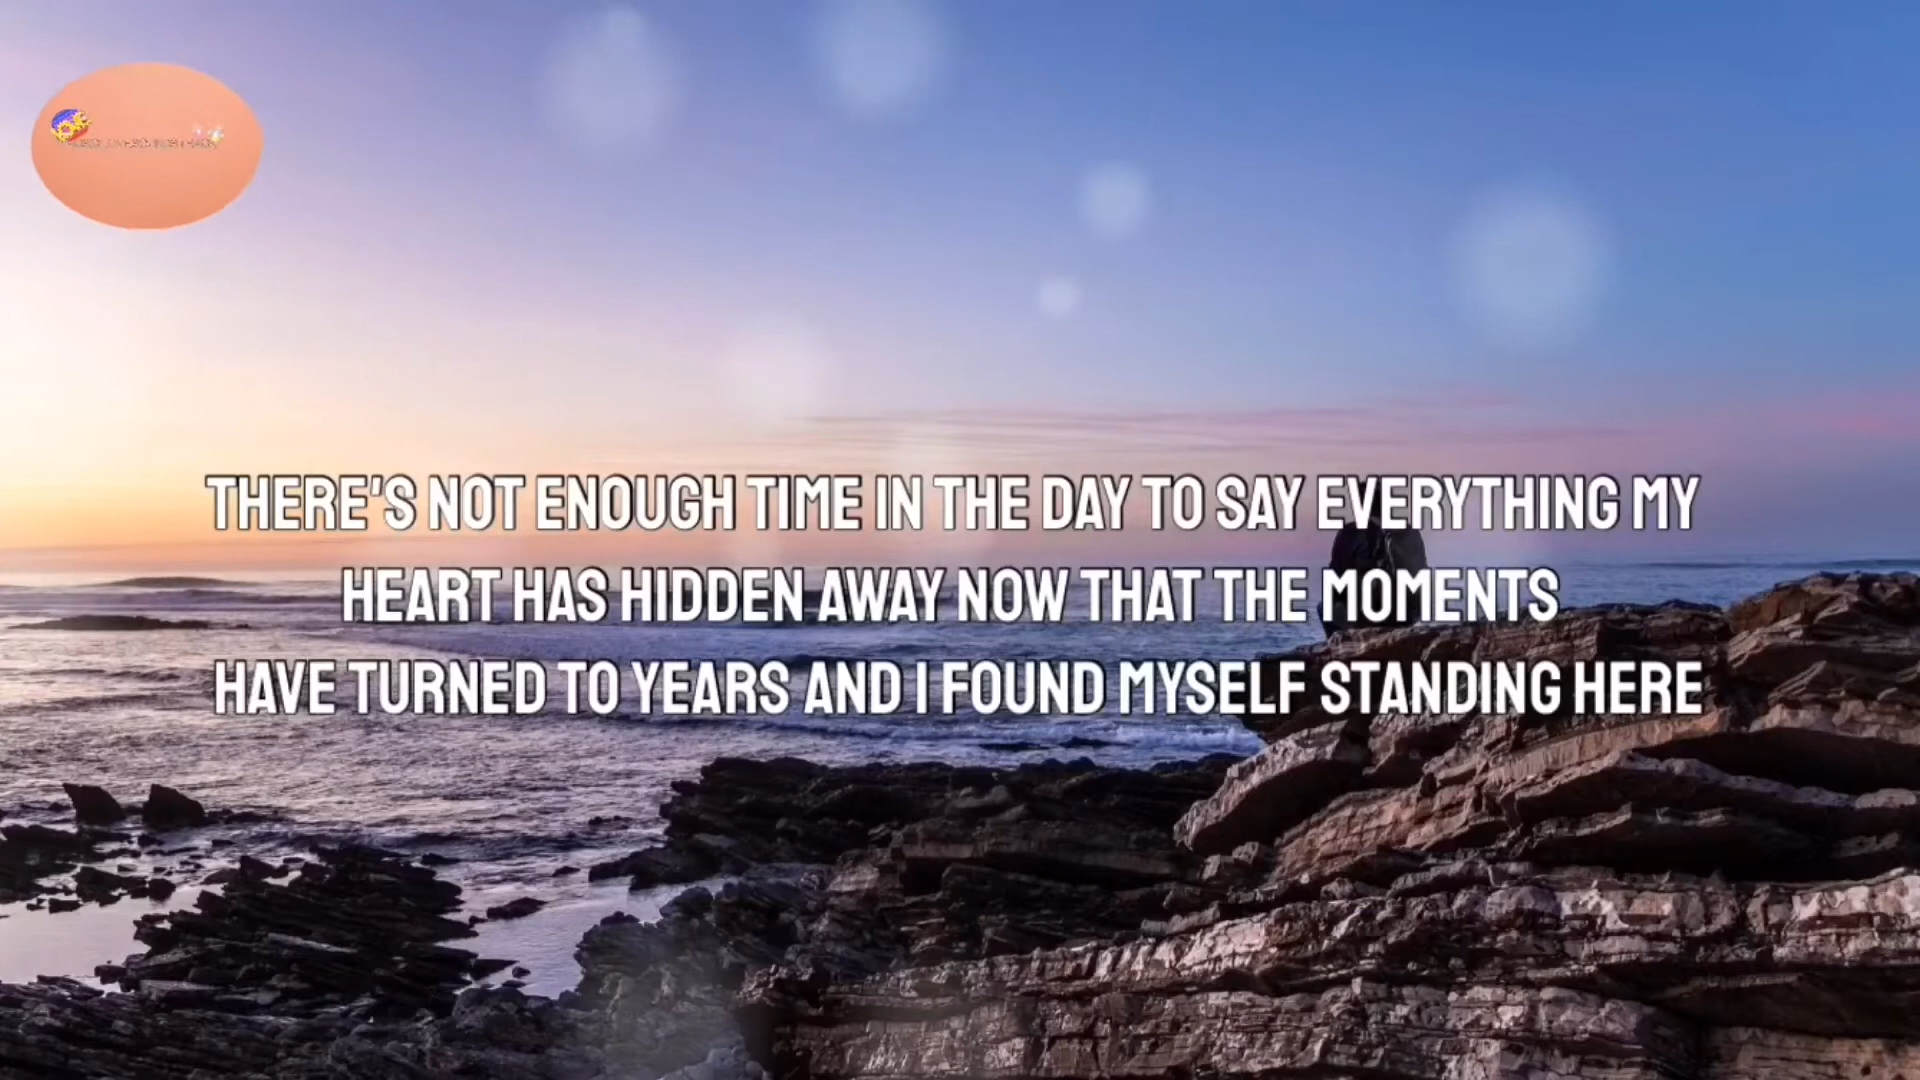 THERE'S NOT ENOUGH TIME IN THE DAY TO SAY EVERYTHING MY
HEART HAS HIDDEN AWAY NOW THAT THE MOMENTS
HAVE TURNED TO YEARS AND I FOUND MYSELF STANDING HERE